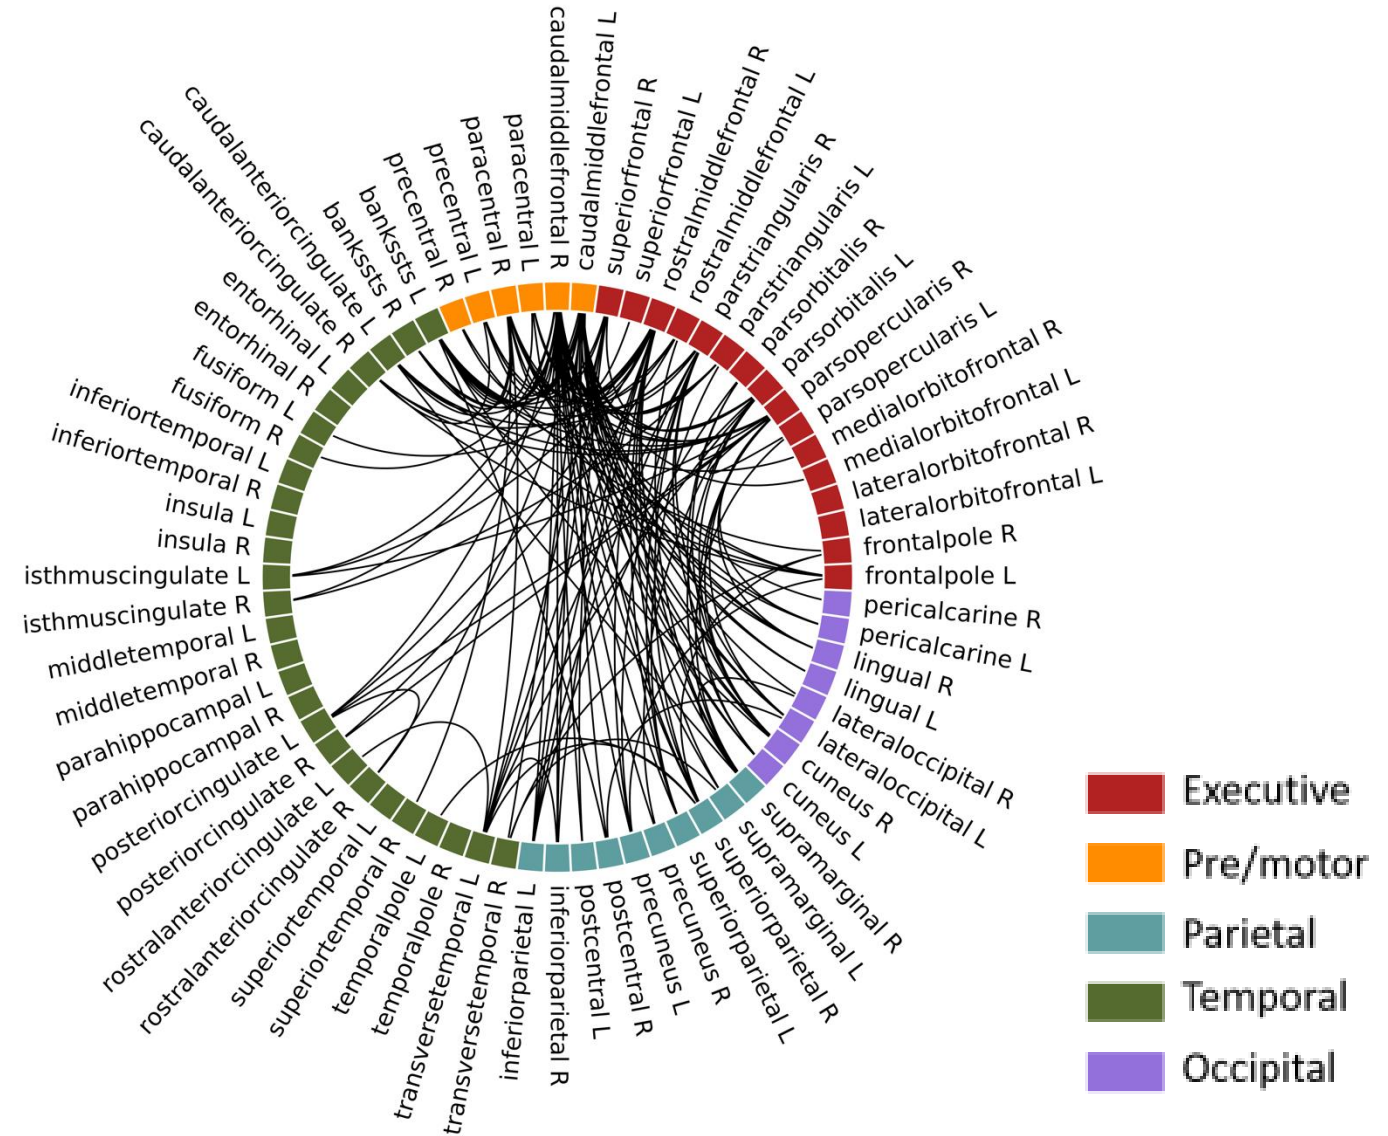 caudalmiddlefrontal R
caudalmiddlefrontal L
superiorfrontal R
superiorfrontal L
rostralmiddlefrontal R
rostralmiddlefrontal L
parstriangularis R
parstriangularis L
parsorbitalis R
parsorbitalis L
parsopercularis R
parsopercularis L
medialorbitofrontal R
medialorbitofrontal L
lateralorbitofrontal R
lateralorbitofrontal L
frontalpole R
frontalpole L
pericalcarine R
pericalcarine L
lingual R
lingual L
lateraloccipital R
lateraloccipital L
cuneus R
cuneus L
supramarginal R
supramarginal L
superiorparietal R
superiorparietal L
precuneus R
precuneus L
postcentral R
postcentral L
inferiorparietal R
inferiorparietal L
transversetemporal R
transversetemporal L
temporalpole R
temporalpole L
superiortemporal R
superiortemporal L
rostralanteriorcingulate R
rostralanteriorcingulate L
posteriorcingulate R
posteriorcingulate L
parahippocampal R
parahippocampal L
middletemporal R
middletemporal L
isthmuscingulate R
isthmuscingulate L
insula R
insula L
inferiortemporal R
inferiortemporal L
fusiform R
fusiform L
entorhinal R
entorhinal L
caudalanteriorcingulate R
caudalanteriorcingulate L
bankssts R
bankssts L
precentral R
precentral L
paracentral R
paracentral L
Executive
Pre/motor
Parietal
Temporal
Occipital